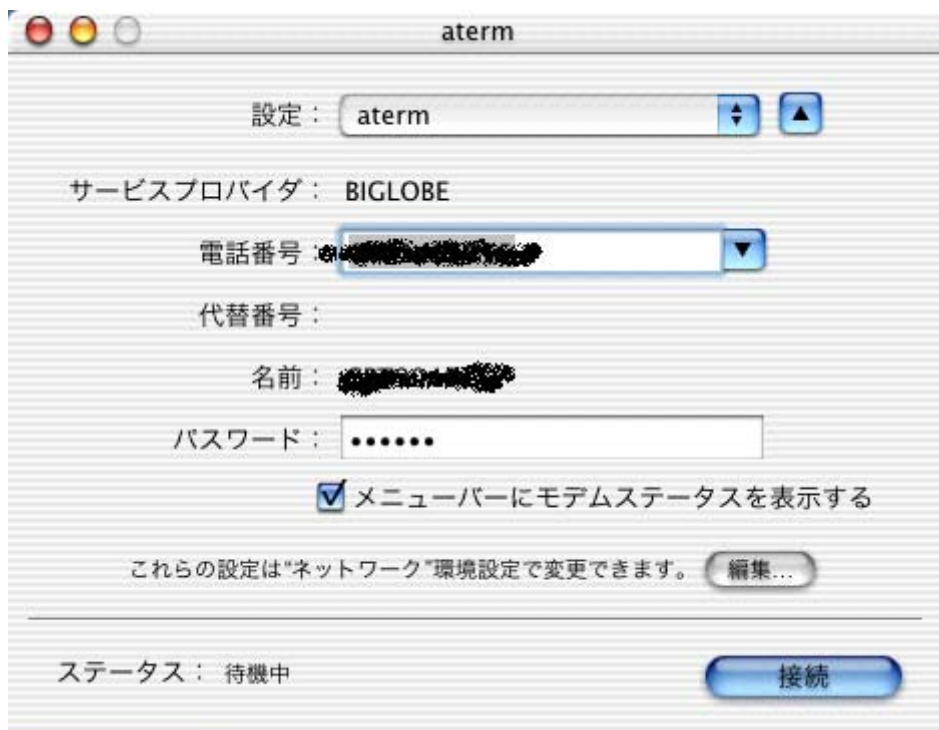 aterm
設定： aterm
サービスプロバイダ： BIGLOBE
電話番号：
代替番号：
名前：
パスワード： ••••••
メニューバーにモデムステータスを表示する
これらの設定は“ネットワーク”環境設定で変更できます。 編集...
ステータス： 待機中 接続